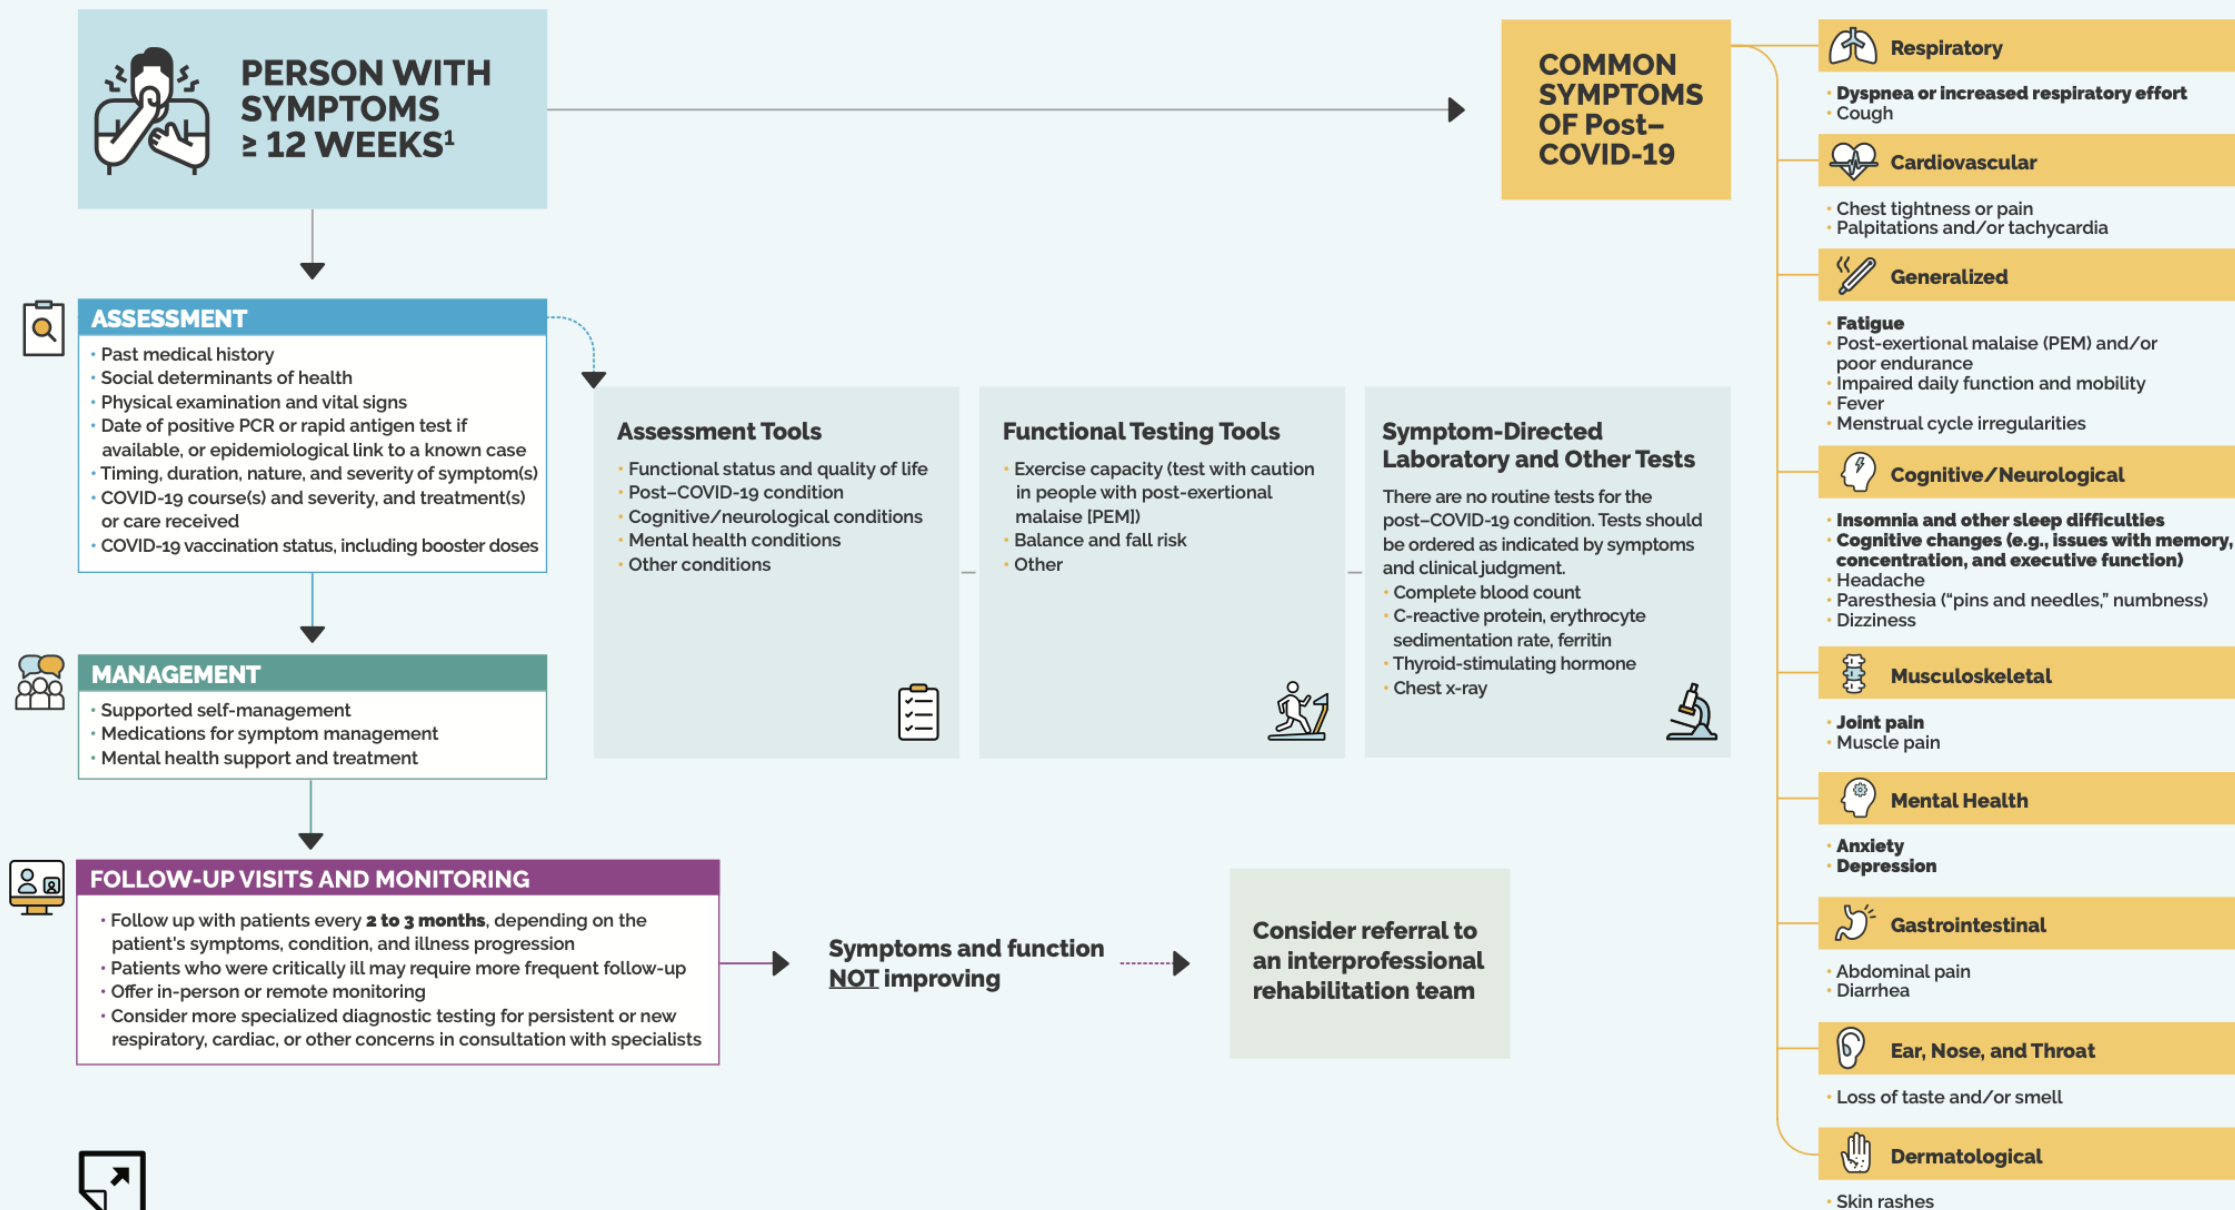 PERSON WITH
SYMPTOMS
≥ 12 WEEKS¹
ASSESSMENT
• Past medical history
• Social determinants of health
• Physical examination and vital signs
• Date of positive PCR or rapid antigen test if
available, or epidemiological link to a known case
• Timing, duration, nature, and severity of symptom(s)
• COVID-19 course(s) and severity, and treatment(s)
or care received
• COVID-19 vaccination status, including booster doses
Assessment Tools
• Functional status and quality of life
• Post–COVID-19 condition
• Cognitive/neurological conditions
• Mental health conditions
• Other conditions
Functional Testing Tools
• Exercise capacity (test with caution
in people with post-exertional
malaise [PEM])
• Balance and fall risk
• Other
Symptom-Directed
Laboratory and Other Tests
There are no routine tests for the
post–COVID-19 condition. Tests should
be ordered as indicated by symptoms
and clinical judgment.
• Complete blood count
• C-reactive protein, erythrocyte
sedimentation rate, ferritin
• Thyroid-stimulating hormone
• Chest x-ray
MANAGEMENT
• Supported self-management
• Medications for symptom management
• Mental health support and treatment
FOLLOW-UP VISITS AND MONITORING
• Follow up with patients every 2 to 3 months, depending on the
patient's symptoms, condition, and illness progression
• Patients who were critically ill may require more frequent follow-up
• Offer in-person or remote monitoring
• Consider more specialized diagnostic testing for persistent or new
respiratory, cardiac, or other concerns in consultation with specialists
Symptoms and function
NOT improving
Consider referral to
an interprofessional
rehabilitation team
COMMON
SYMPTOMS
OF Post–
COVID-19
Respiratory
• Dyspnea or increased respiratory effort
• Cough
Cardiovascular
• Chest tightness or pain
• Palpitations and/or tachycardia
Generalized
• Fatigue
• Post-exertional malaise (PEM) and/or
poor endurance
• Impaired daily function and mobility
• Fever
• Menstrual cycle irregularities
Cognitive/Neurological
• Insomnia and other sleep difficulties
• Cognitive changes (e.g., issues with memory,
concentration, and executive function)
• Headache
• Paresthesia (“pins and needles,” numbness)
• Dizziness
Musculoskeletal
• Joint pain
• Muscle pain
Mental Health
• Anxiety
• Depression
Gastrointestinal
• Abdominal pain
• Diarrhea
Ear, Nose, and Throat
• Loss of taste and/or smell
Dermatological
• Skin rashes